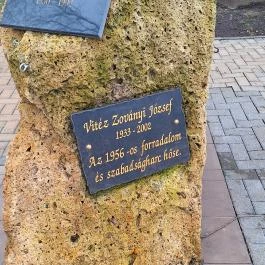 Vitéz Zoványi József
1933 - 2002
Az 1956 -os forradalom
és szabadságharc hőse.